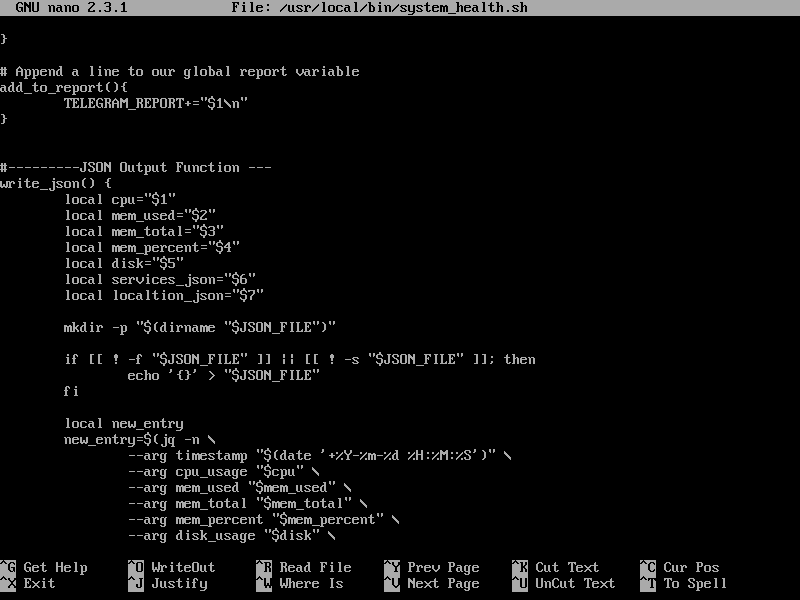 GNU nano 2.3.1 File: /usr/local/bin/system_health.sh
}
# Append a line to our global report variable
add_to_report(){
TELEGRAM_REPORT+="$1\n"
}
#---------JSON Output Function ---
write_json() {
local cpu="$1"
local mem_used="$2"
local mem_total="$3"
local mem_percent="$4"
local disk="$5"
local services_json="$6"
local localtion_json="$7"
mkdir -p "$(dirname "$JSON_FILE")"
if [[ ! -f "$JSON_FILE" ]] || [[ ! -s "$JSON_FILE" ]]; then
echo '{}' > "$JSON_FILE"
fi
local new_entry
new_entry=$(jq -n \
--arg timestamp "$(date '+%Y-%m-%d %H:%M:%S')" \
--arg cpu_usage "$cpu" \
--arg mem_used "$mem_used" \
--arg mem_total "$mem_total" \
--arg mem_percent "$mem_percent" \
--arg disk_usage "$disk" \
^G Get Help ^O WriteOut ^R Read File ^Y Prev Page ^K Cut Text ^C Cur Pos
^X Exit ^J Justify ^W Where Is ^V Next Page ^U UnCut Text ^T To Spell